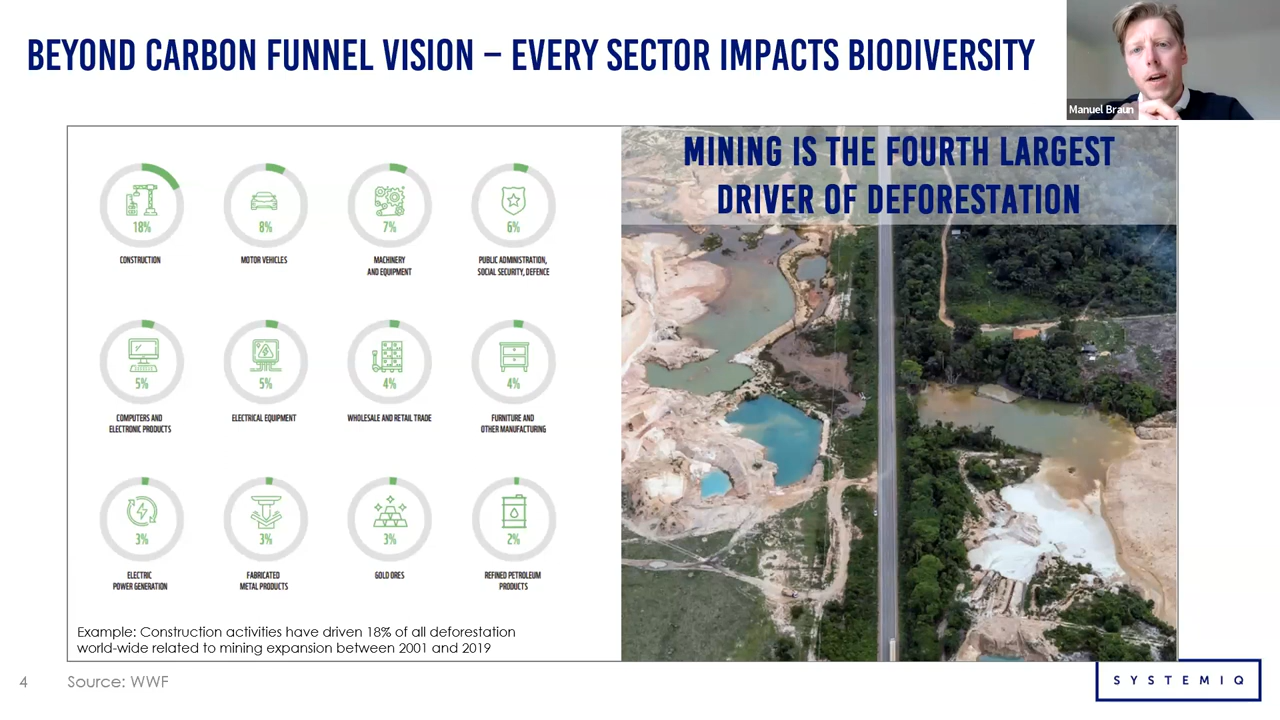 BEYOND CARBON FUNNEL VISION – EVERY SECTOR IMPACTS BIODIVERSITY
Manuel Braun
MINING IS THE FOURTH LARGEST
DRIVER OF DEFORESTATION
18%
CONSTRUCTION
8%
MOTOR VEHICLES
7%
MACHINERY
AND EQUIPMENT
6%
PUBLIC ADMINISTRATION,
SOCIAL SECURITY, DEFENCE
5%
COMPUTERS AND
ELECTRONIC PRODUCTS
5%
ELECTRICAL EQUIPMENT
4%
WHOLESALE AND RETAIL TRADE
4%
FURNITURE AND
OTHER MANUFACTURING
3%
ELECTRIC
POWER GENERATION
3%
FABRICATED
METAL PRODUCTS
3%
GOLD ORES
2%
REFINED PETROLEUM
PRODUCTS
Example: Construction activities have driven 18% of all deforestation
world-wide related to mining expansion between 2001 and 2019
4
Source: WWF
SYSTEMIQ